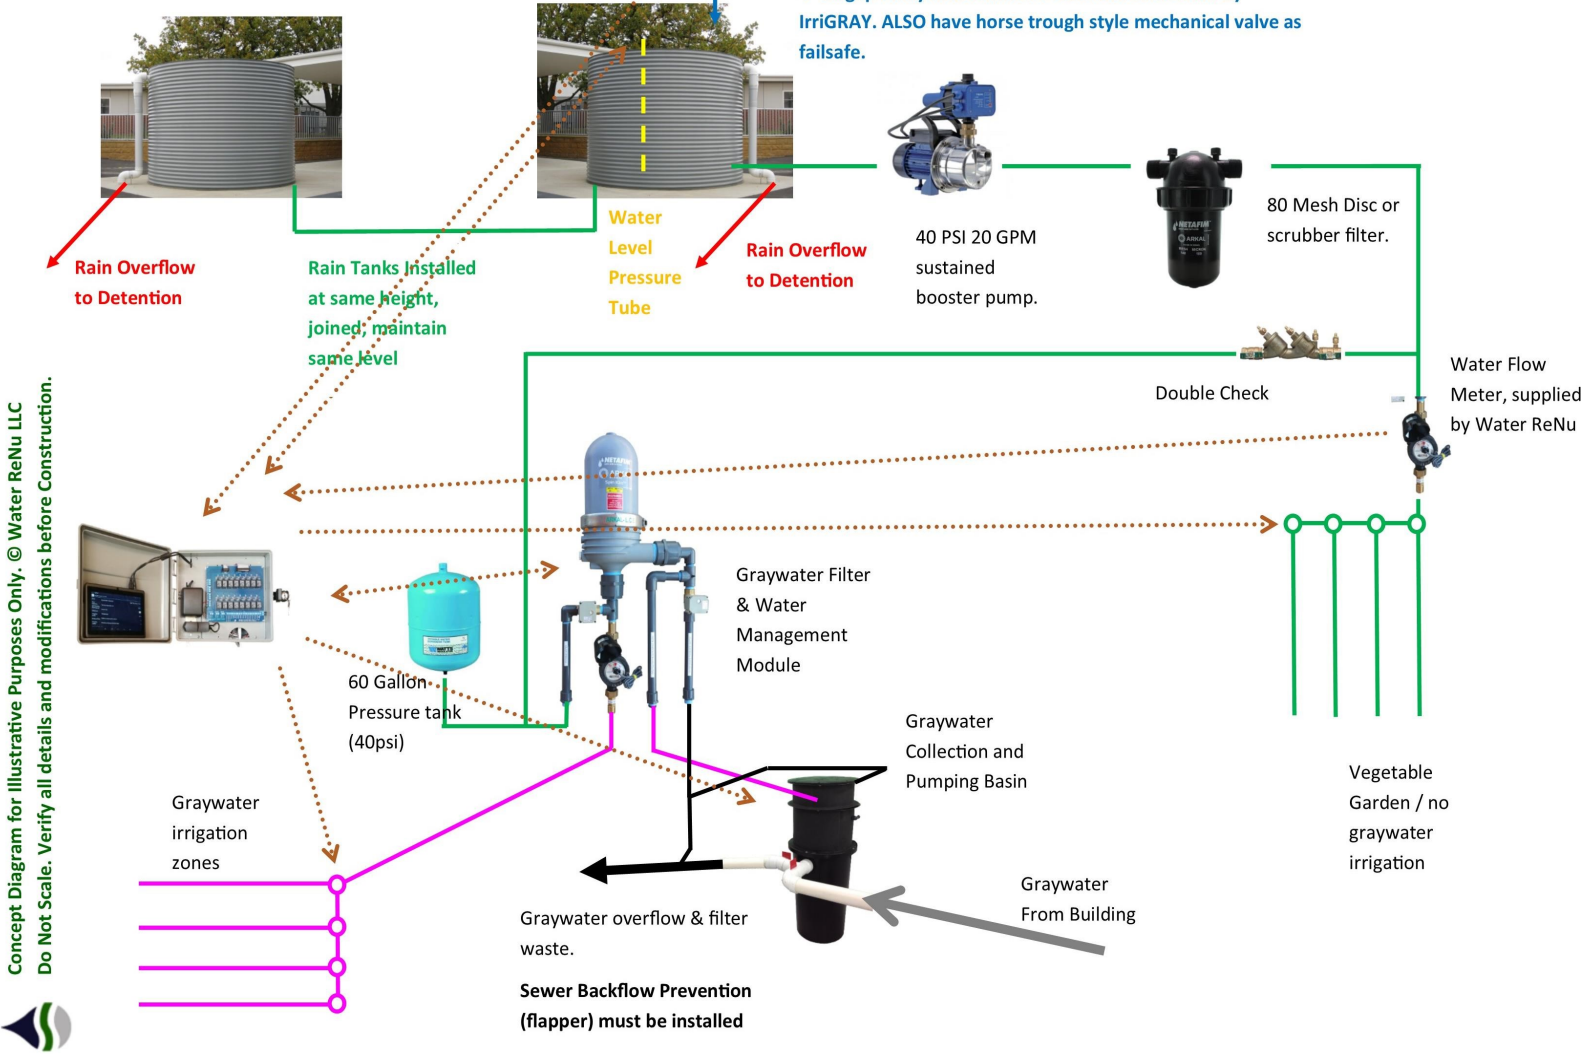 IrriGRAY. ALSO have horse trough style mechanical valve as
failsafe.
Rain Overflow
to Detention
Rain Tanks Installed
at same height,
joined, maintain
same level
Water
Level
Pressure
Tube
Rain Overflow
to Detention
40 PSI 20 GPM
sustained
booster pump.
NETAFIM
ARKAL
80 Mesh Disc or
scrubber filter.
Double Check
Water Flow
Meter, supplied
by Water ReNu
NETAFIM
Graywater Filter
& Water
Management
Module
60 Gallon
Pressure tank
(40psi)
WATTS
Graywater
Collection and
Pumping Basin
Graywater
irrigation
zones
Vegetable
Garden / no
graywater
irrigation
Graywater
From Building
Graywater overflow & filter
waste.
Sewer Backflow Prevention
(flapper) must be installed
Concept Diagram for Illustrative Purposes Only. © Water ReNu LLC
Do Not Scale. Verify all details and modifications before Construction.